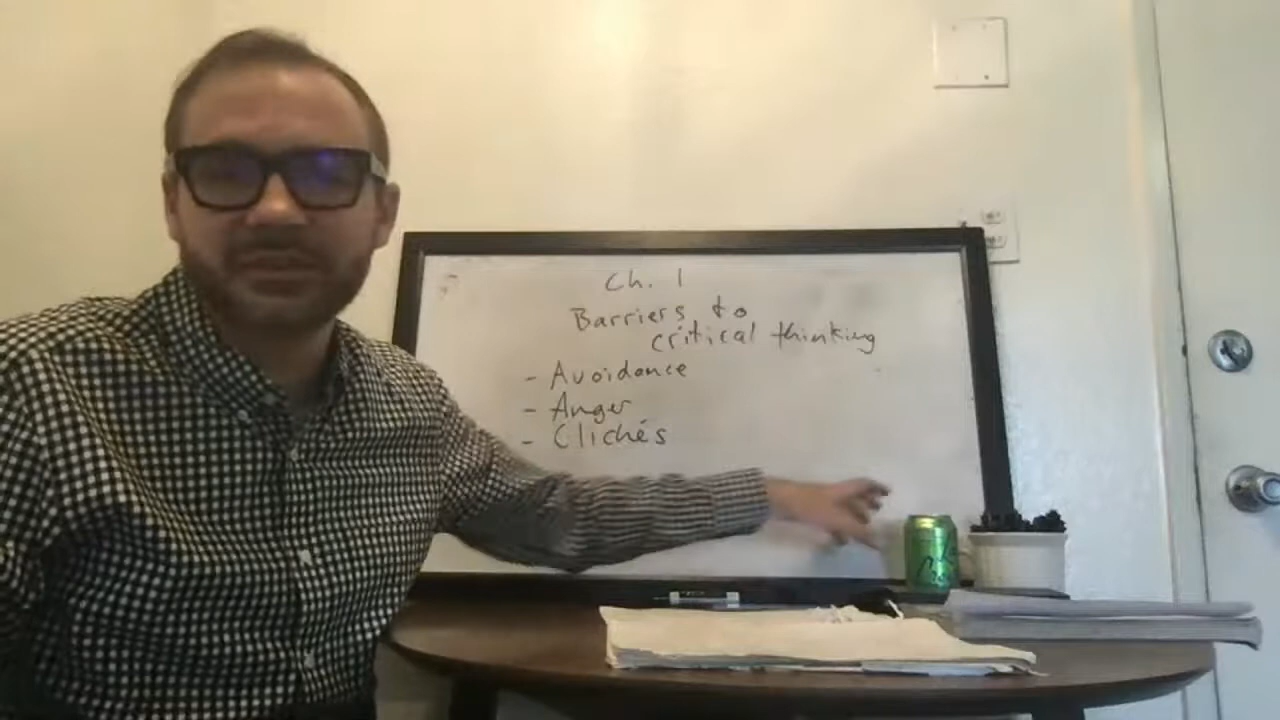 Ch. 1
Barriers to
critical thinking
- Avoidance
- Anger
- Clichés